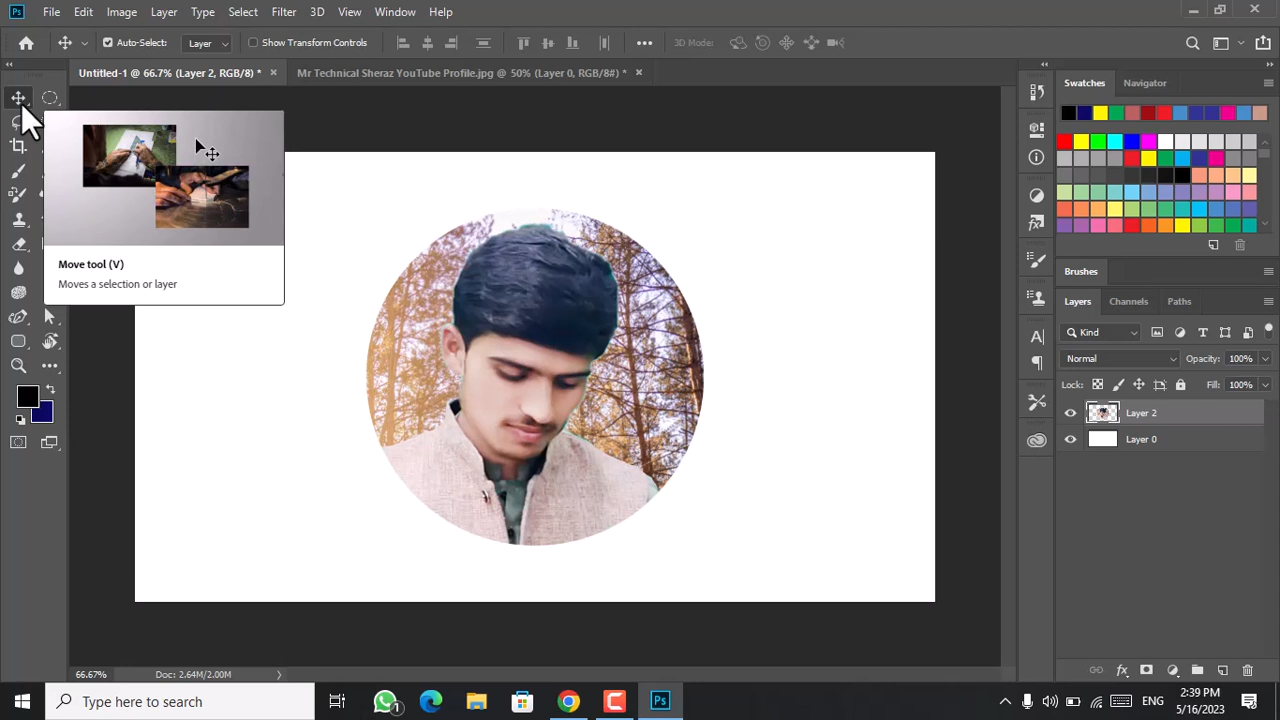 Ps File Edit Image Layer Type Select Filter 3D View Window Help
Auto-Select: Layer Show Transform Controls 3D Mode:
Untitled-1 @ 66.7% (Layer 2, RGB/8) * × Mr Technical Sheraz YouTube Profile.jpg @ 50% (Layer 0, RGB/8#) * ×
Swatches Navigator
Move tool (V)
Moves a selection or layer
Brushes
Layers Channels Paths
Kind
Normal Opacity: 100%
Lock: Fill: 100%
Layer 2
Layer 0
66.67% Doc: 2.64M/2.00M
Type here to search
1
Ps
ENG
2:39 PM
5/16/2023
2